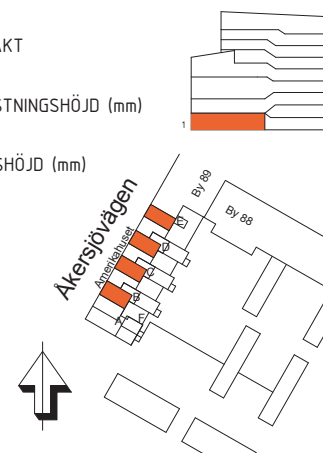 AKT
STNINGSHÖJD (mm)
SHÖJD (mm)
1
By 89
By 88
Åkersjövägen
Amerikahuset
E
D
C
B
A
F